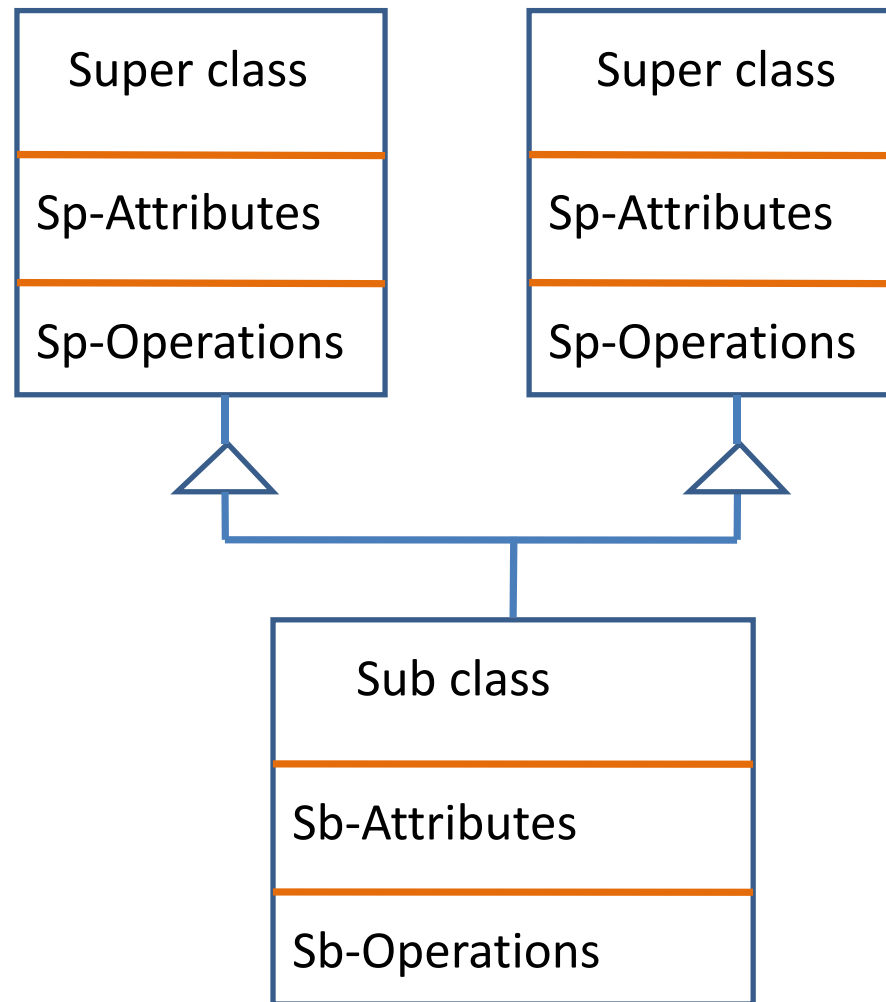 Super class
Sp-Attributes
Sp-Operations
Super class
Sp-Attributes
Sp-Operations
Sub class
Sb-Attributes
Sb-Operations